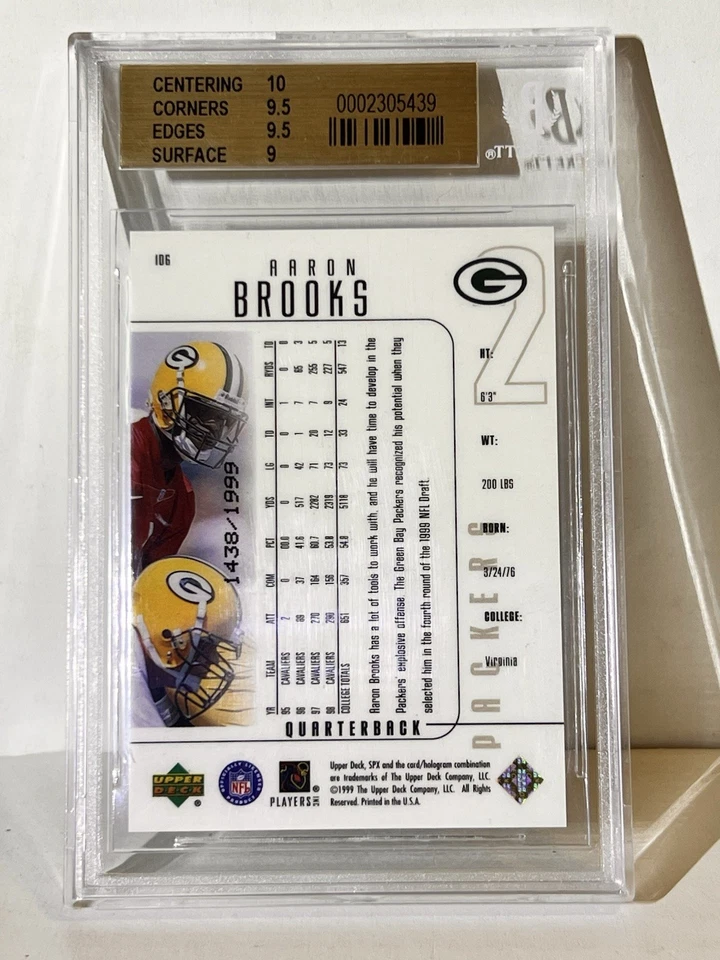 CENTERING 10
CORNERS 9.5
EDGES 9.5
SURFACE 9
0002305439
106
AARON
BROOKS
G
2
HT:
6'3"
WT:
200 LBS
BORN:
3/24/76
COLLEGE:
Virginia
PACKERS
1438/1999
YR TEAM ATT COM PCT YDS LG TD INT RYDS TD
95 CAVALIERS 2 0 00.0 0 0 0 1 0 0
96 CAVALIERS 89 37 41.6 517 42 1 7 65 3
97 CAVALIERS 270 164 60.7 2282 71 20 7 255 5
98 CAVALIERS 290 156 53.8 2319 73 12 9 227 5
COLLEGE TOTALS 651 357 54.8 5118 73 33 24 547 13
Aaron Brooks has a lot of tools to work with, and he will have time to develop in the
Packers' explosive offense. The Green Bay Packers recognized his potential when they
selected him in the fourth round of the 1999 NFL Draft.
QUARTERBACK
UPPER
DECK
®
OFFICIALLY LICENSED
NFL
PRODUCT
PLAYERS INC
Upper Deck, SPX and the card/hologram combination
are trademarks of The Upper Deck Company, LLC.
©1999 The Upper Deck Company, LLC. All Rights
Reserved. Printed in the U.S.A.